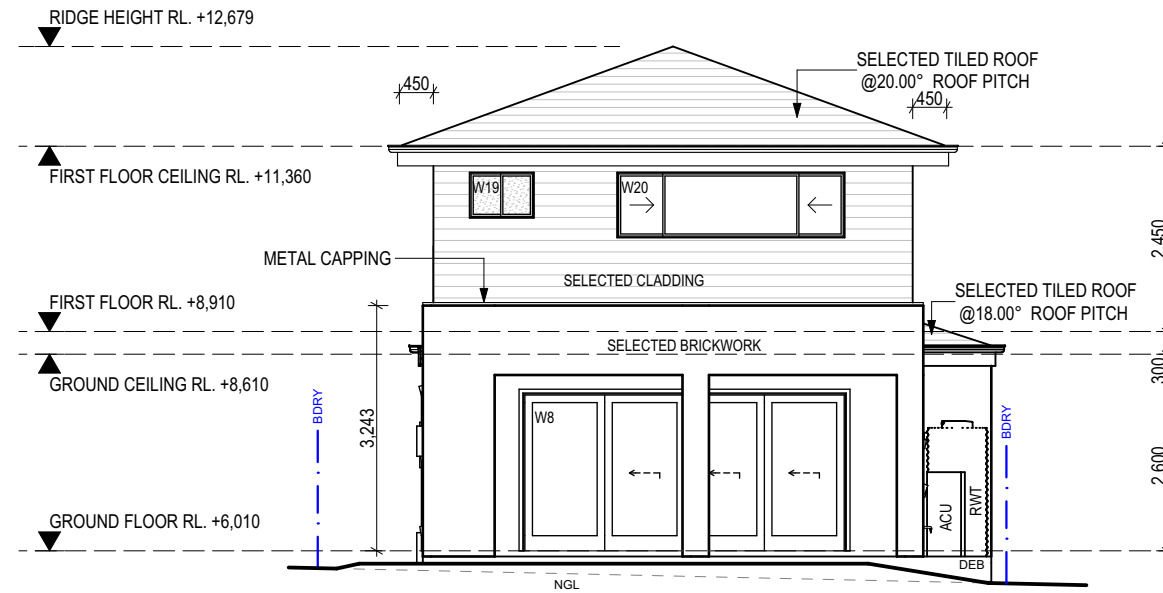 RIDGE HEIGHT RL. +12,679
SELECTED TILED ROOF
@20.00° ROOF PITCH
450
450
FIRST FLOOR CEILING RL. +11,360
W19
W20
2,450
METAL CAPPING
SELECTED CLADDING
FIRST FLOOR RL. +8,910
SELECTED TILED ROOF
@18.00° ROOF PITCH
SELECTED BRICKWORK
300
GROUND CEILING RL. +8,610
BDRY
3,243
W8
BDRY
2,600
ACU
RWT
GROUND FLOOR RL. +6,010
DEB
NGL